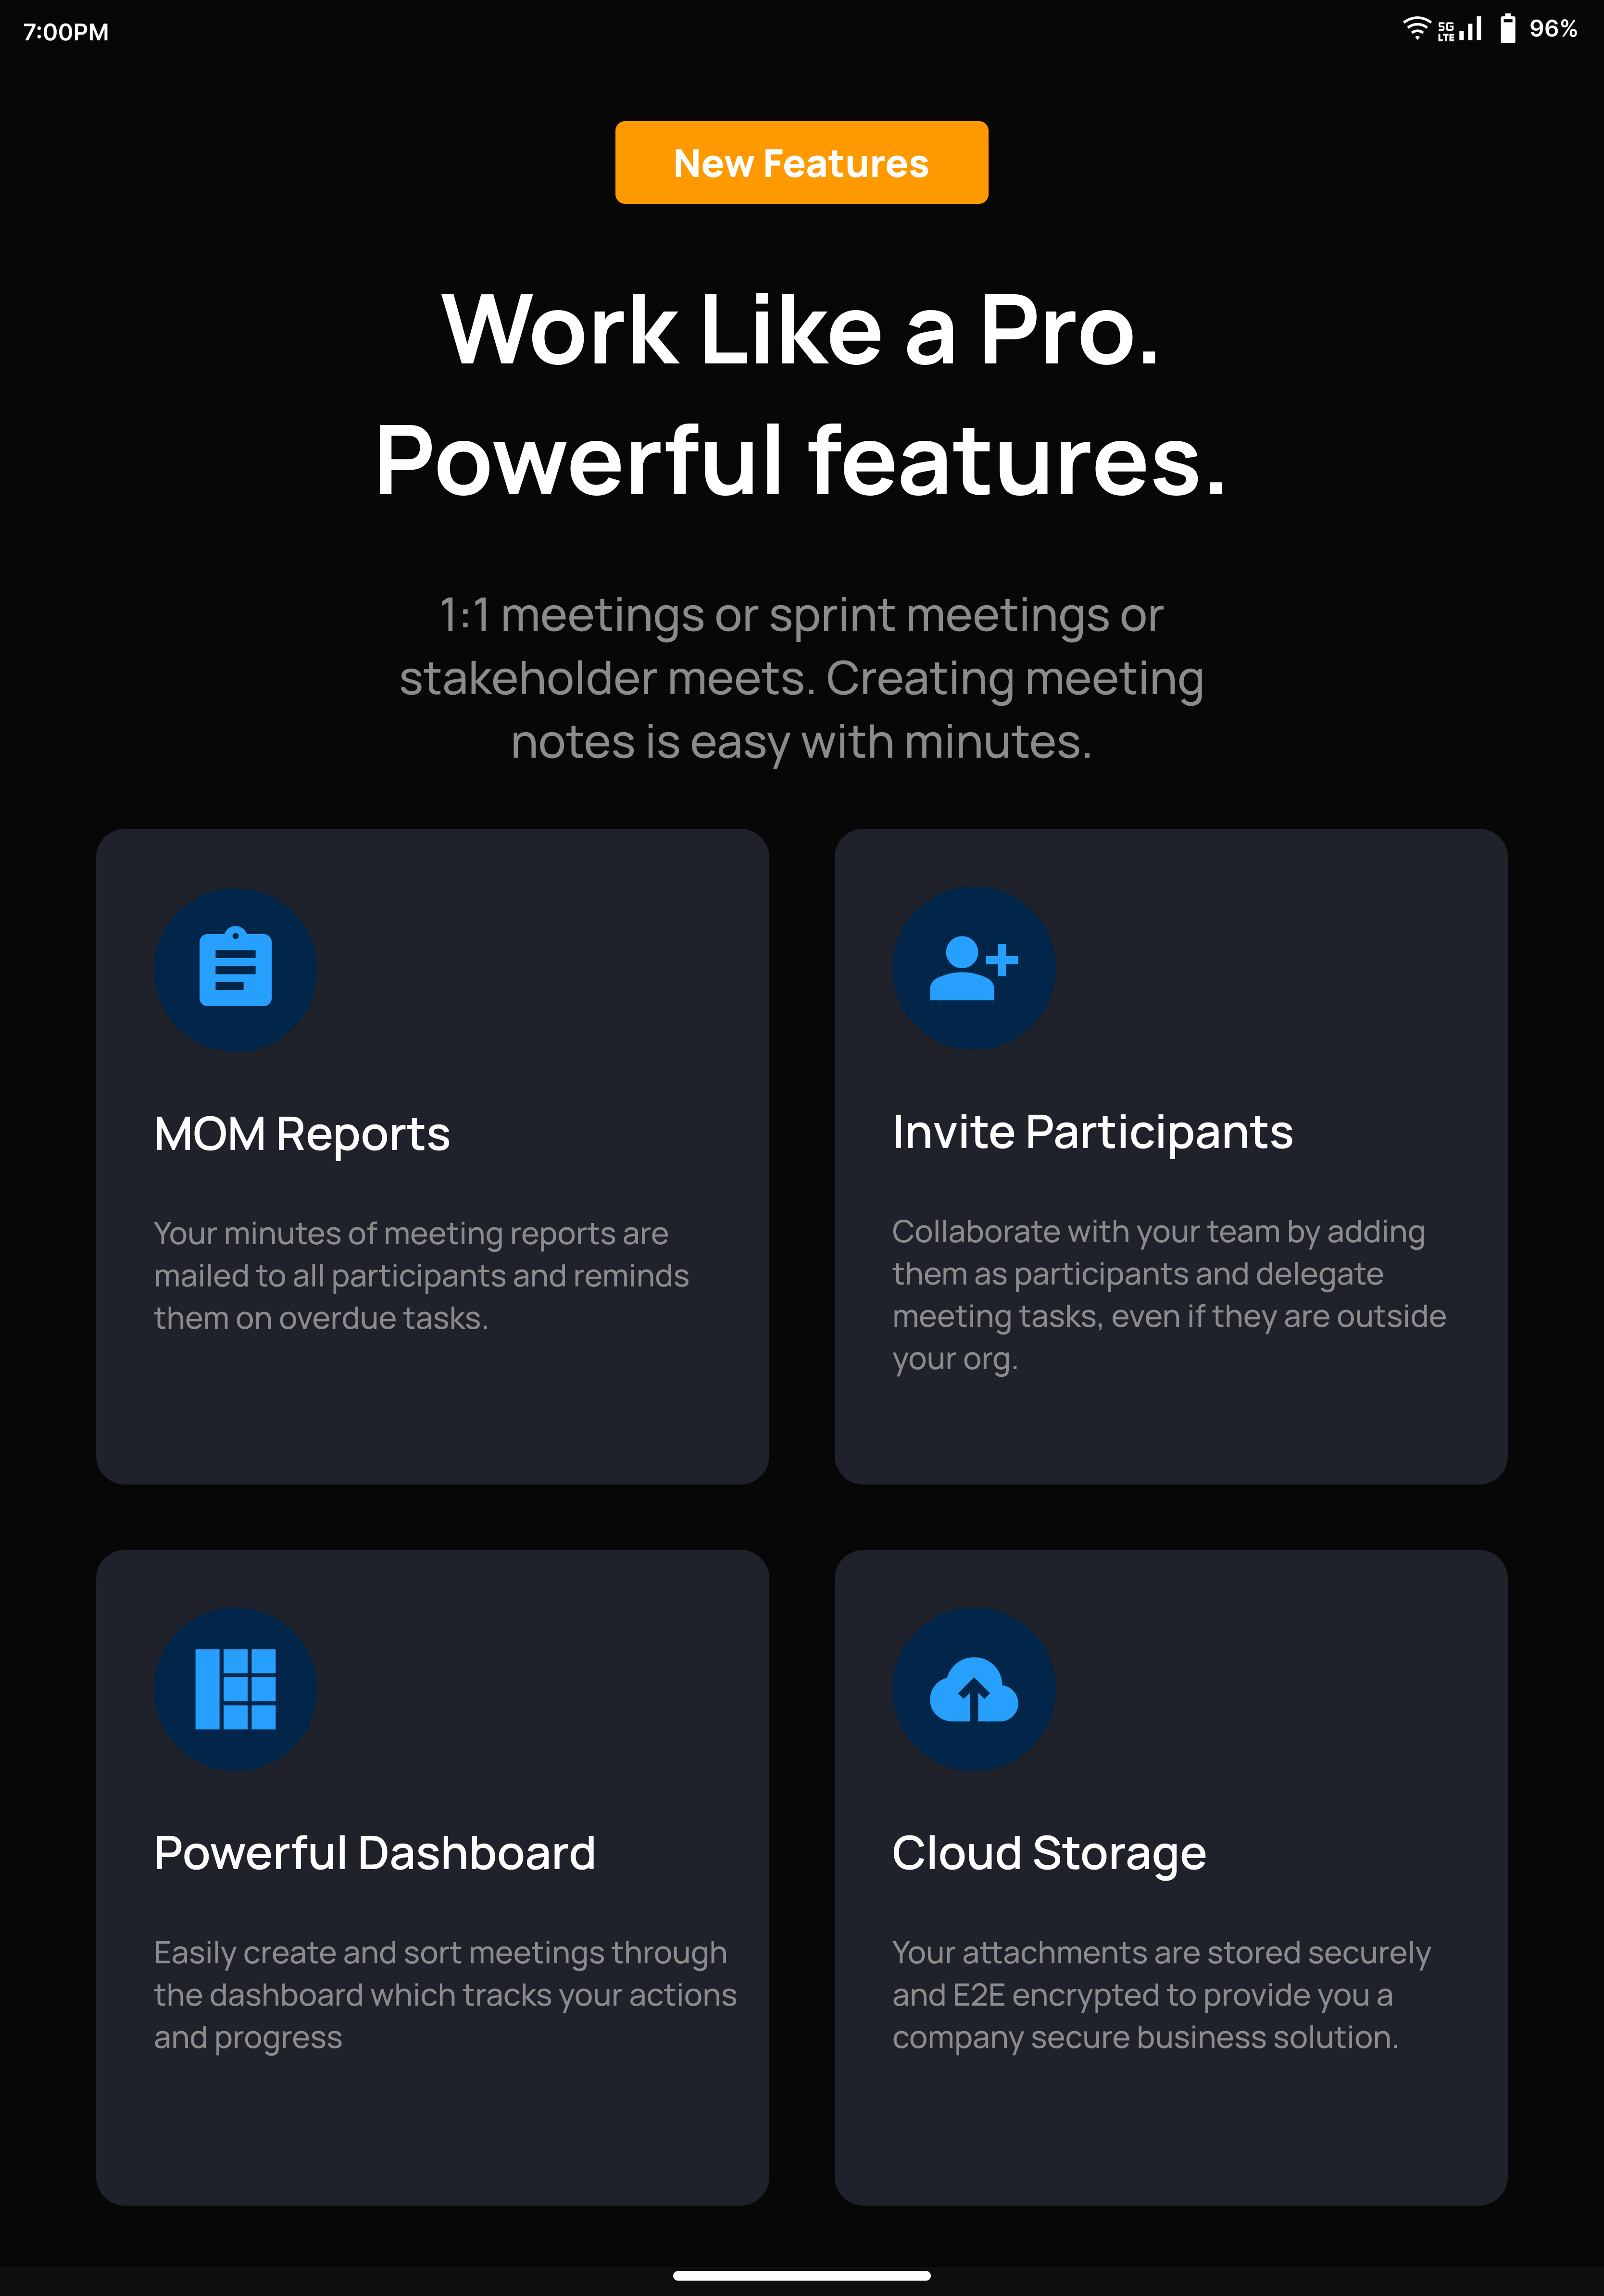 7:00PM
5G
LTE
96%
New Features
Work Like a Pro.
Powerful features.
1:1 meetings or sprint meetings or
stakeholder meets. Creating meeting
notes is easy with minutes.
MOM Reports
Your minutes of meeting reports are
mailed to all participants and reminds
them on overdue tasks.
Invite Participants
Collaborate with your team by adding
them as participants and delegate
meeting tasks, even if they are outside
your org.
Powerful Dashboard
Easily create and sort meetings through
the dashboard which tracks your actions
and progress
Cloud Storage
Your attachments are stored securely
and E2E encrypted to provide you a
company secure business solution.